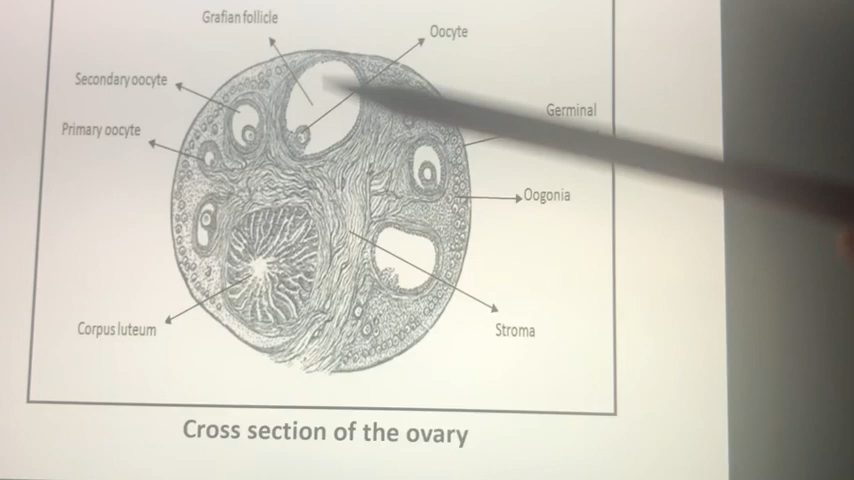 Grafian follicle
Oocyte
Secondary oocyte
Germinal
Primary oocyte
Oogonia
Corpus luteum
Stroma
Cross section of the ovary